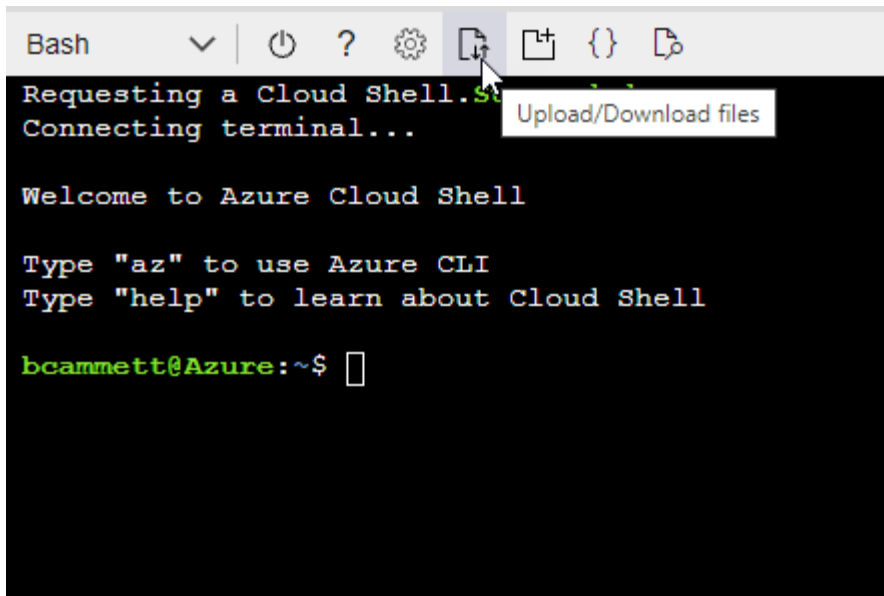 Bash
?
{}
Requesting a Cloud Shell.
Upload/Download files
Connecting terminal...
Welcome to Azure Cloud Shell
Type "az" to use Azure CLI
Type "help" to learn about Cloud Shell
bcammett@Azure:~$